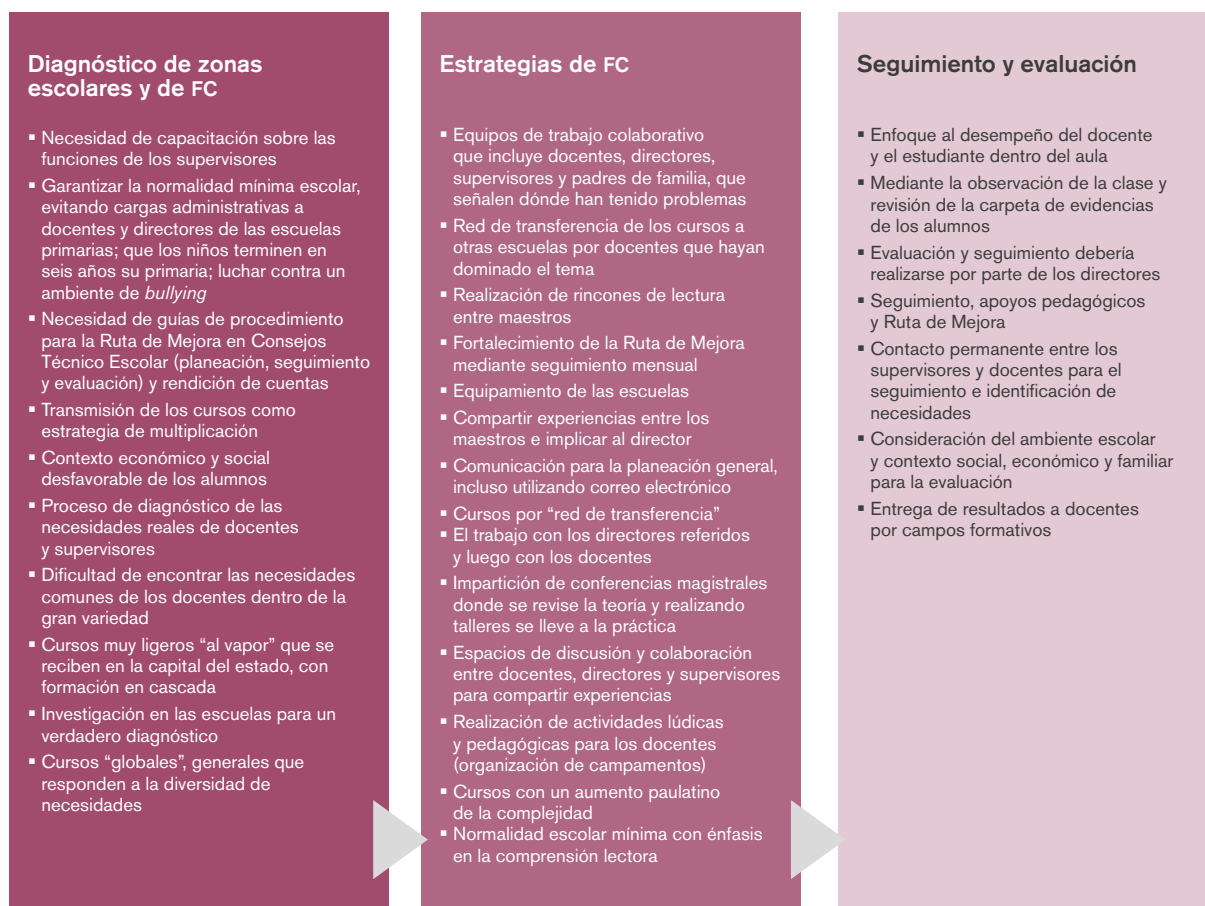 Diagnóstico de zonas
escolares y de FC
▪ Necesidad de capacitación sobre las
funciones de los supervisores
▪ Garantizar la normalidad mínima escolar,
evitando cargas administrativas a
docentes y directores de las escuelas
primarias; que los niños terminen en
seis años su primaria; luchar contra un
ambiente de bullying
▪ Necesidad de guías de procedimiento
para la Ruta de Mejora en Consejos
Técnico Escolar (planeación, seguimiento
y evaluación) y rendición de cuentas
▪ Transmisión de los cursos como
estrategia de multiplicación
▪ Contexto económico y social
desfavorable de los alumnos
▪ Proceso de diagnóstico de las
necesidades reales de docentes
y supervisores
▪ Dificultad de encontrar las necesidades
comunes de los docentes dentro de la
gran variedad
▪ Cursos muy ligeros “al vapor” que se
reciben en la capital del estado, con
formación en cascada
▪ Investigación en las escuelas para un
verdadero diagnóstico
▪ Cursos “globales”, generales que
responden a la diversidad de
necesidades
Estrategias de FC
▪ Equipos de trabajo colaborativo
que incluye docentes, directores,
supervisores y padres de familia, que
señalen dónde han tenido problemas
▪ Red de transferencia de los cursos a
otras escuelas por docentes que hayan
dominado el tema
▪ Realización de rincones de lectura
entre maestros
▪ Fortalecimiento de la Ruta de Mejora
mediante seguimiento mensual
▪ Equipamiento de las escuelas
▪ Compartir experiencias entre los
maestros e implicar al director
▪ Comunicación para la planeación general,
incluso utilizando correo electrónico
▪ Cursos por “red de transferencia”
▪ El trabajo con los directores referidos
y luego con los docentes
▪ Impartición de conferencias magistrales
donde se revise la teoría y realizando
talleres se lleve a la práctica
▪ Espacios de discusión y colaboración
entre docentes, directores y supervisores
para compartir experiencias
▪ Realización de actividades lúdicas
y pedagógicas para los docentes
(organización de campamentos)
▪ Cursos con un aumento paulatino
de la complejidad
▪ Normalidad escolar mínima con énfasis
en la comprensión lectora
Seguimiento y evaluación
▪ Enfoque al desempeño del docente
y el estudiante dentro del aula
▪ Mediante la observación de la clase y
revisión de la carpeta de evidencias
de los alumnos
▪ Evaluación y seguimiento debería
realizarse por parte de los directores
▪ Seguimiento, apoyos pedagógicos
y Ruta de Mejora
▪ Contacto permanente entre los
supervisores y docentes para el
seguimiento e identificación de
necesidades
▪ Consideración del ambiente escolar
y contexto social, económico y familiar
para la evaluación
▪ Entrega de resultados a docentes
por campos formativos